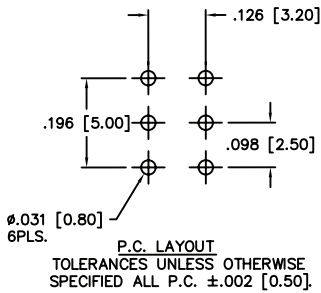 .126 [3.20]
.196 [5.00]
.098 [2.50]
ø.031 [0.80]
6PLS.
P.C. LAYOUT
TOLERANCES UNLESS OTHERWISE
SPECIFIED ALL P.C. ±.002 [0.50].